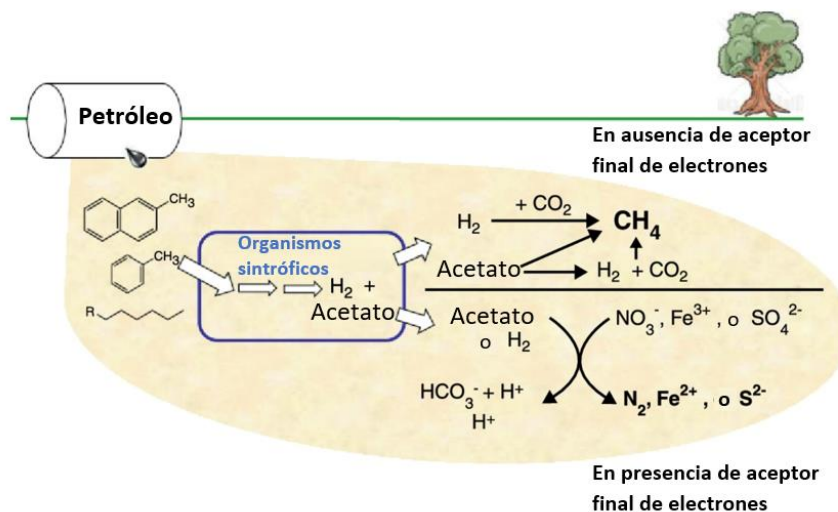 Petróleo
En ausencia de aceptor
final de electrones
CH₃
CH₃
R
Organismos
sintróficos
H₂ +
Acetato
H₂
+ CO₂
CH₄
Acetato
H₂ + CO₂
Acetato
o H₂
NO₃⁻, Fe³⁺, o SO₄²⁻
HCO₃⁻ + H⁺
H⁺
N₂, Fe²⁺, o S²⁻
En presencia de aceptor
final de electrones